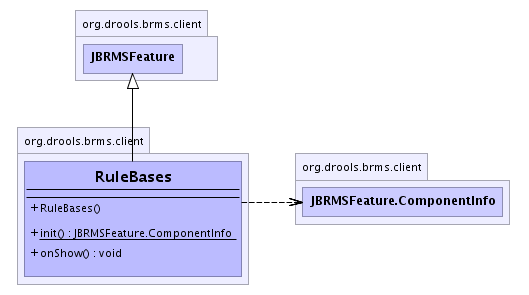 org.drools.brms.client
JBRMSFeature
org.drools.brms.client
RuleBases
+ RuleBases()
+ init() : JBRMSFeature.ComponentInfo
+ onShow() : void
org.drools.brms.client
JBRMSFeature.ComponentInfo